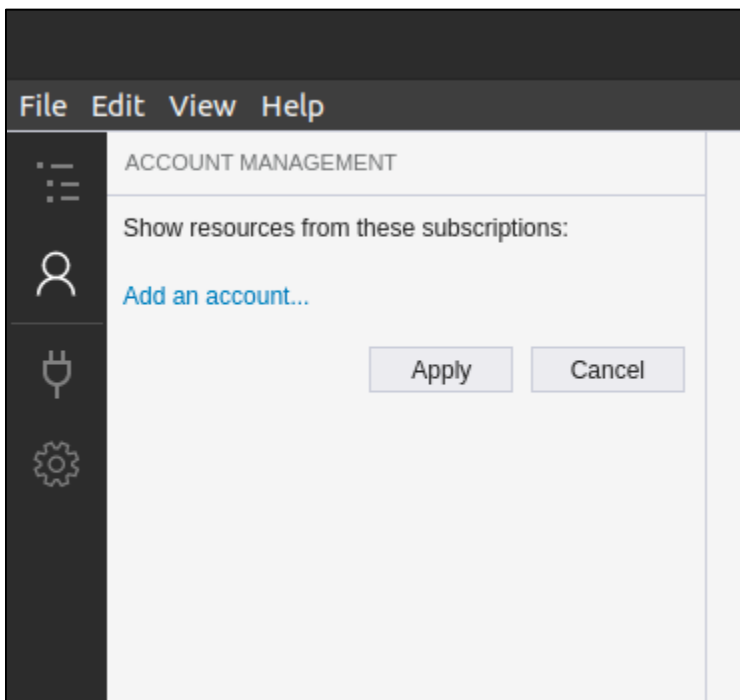 File Edit View Help
ACCOUNT MANAGEMENT
Show resources from these subscriptions:
Add an account...
Apply Cancel